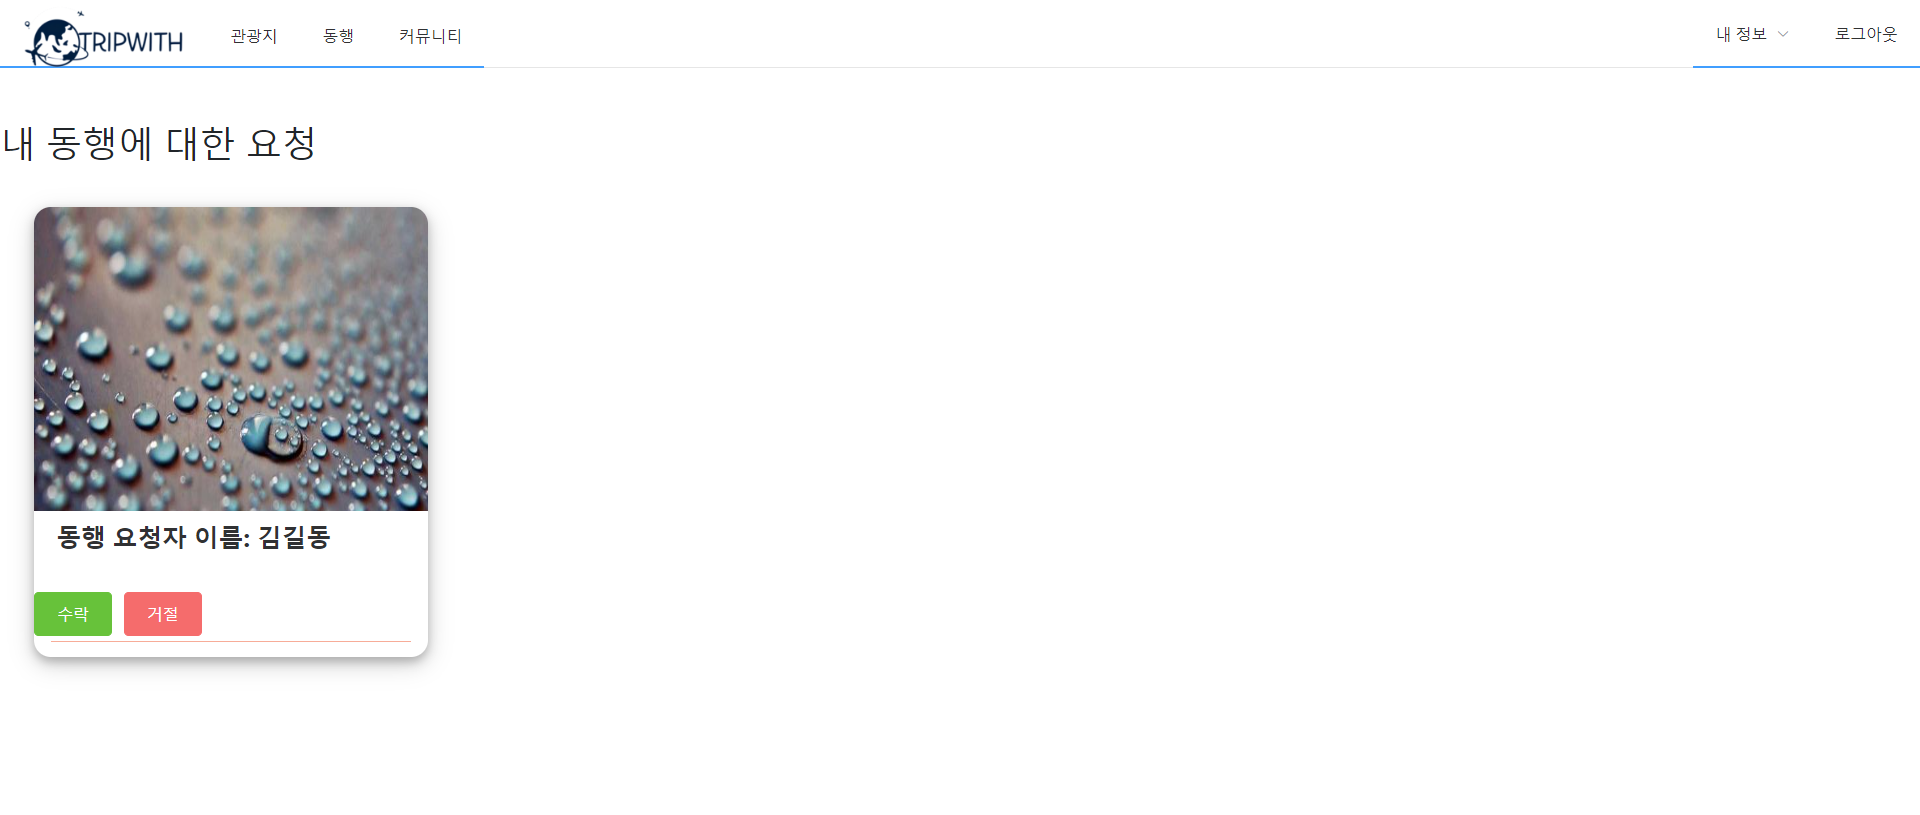 TRIPWITH 관광지 동행 커뮤니티 내 정보 로그아웃
내 동행에 대한 요청
동행 요청자 이름: 김길동
수락 거절